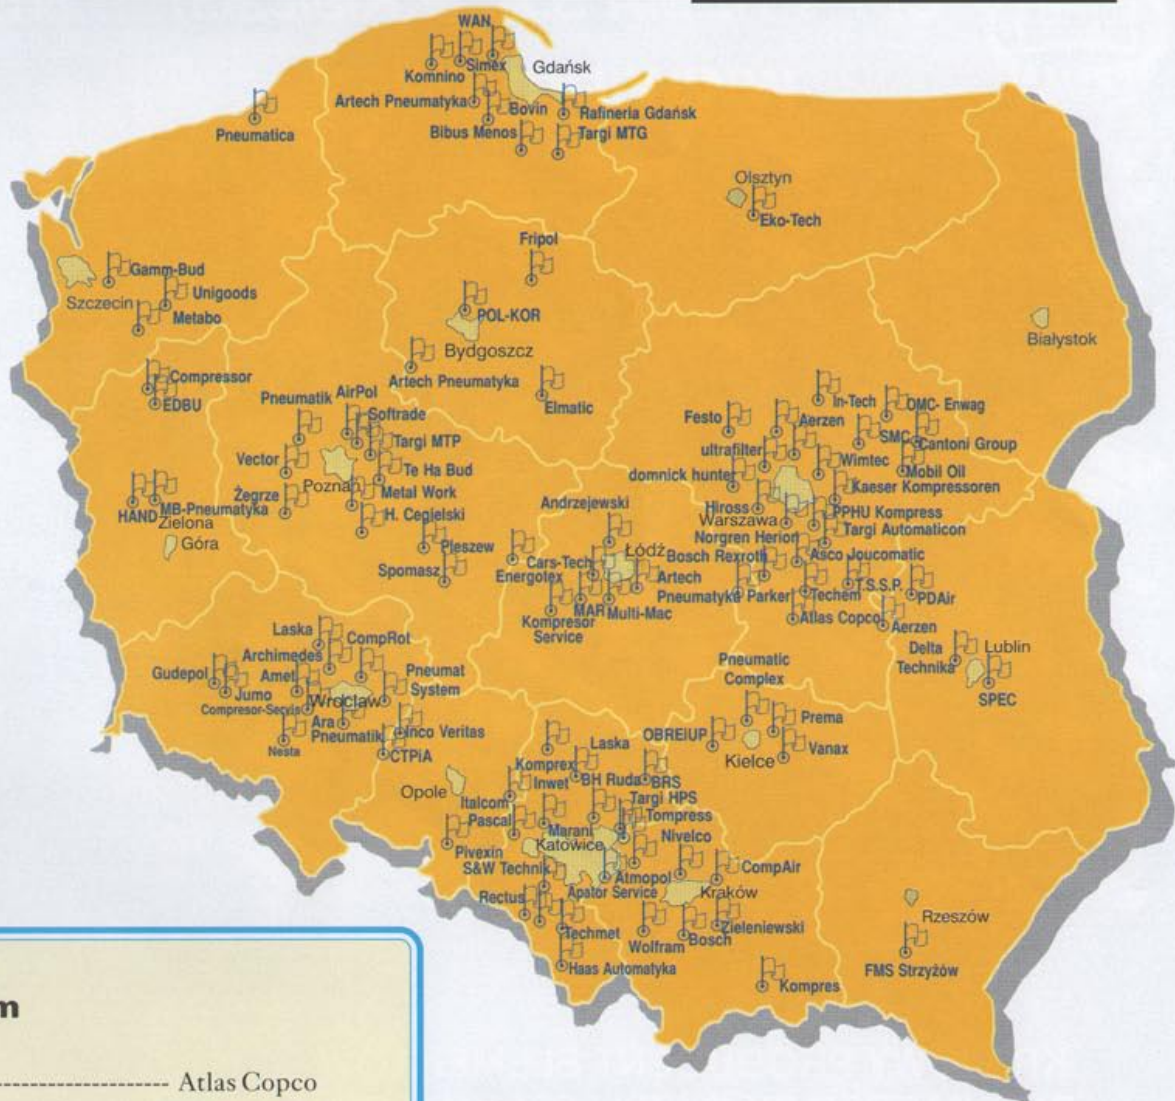 WAN
Simex
Komnino
Gdańsk
Artech Pneumatyka
Bovin
Rafineria Gdańsk
Pneumatica
Bibus Menos
Targi MTG
Olsztyn
Eko-Tech
Fripol
Gamm-Bud
Szczecin
Unigoods
Metabo
POL-KOR
Bydgoszcz
Białystok
Compressor
EDBU
Artech Pneumatyka
Elmatic
Pneumatik
AirPol
Softrade
Targi MTP
Vector
Te Ha Bud
Poznań
Żegrze
Metal Work
H. Cegielski
HAND
MB-Pneumatyka
Zielona
Góra
Pleszew
Spomasz
In-Tech
OMC- Enwag
Festo
Aerzen
SMC
Cantoni Group
ultrafilter
Wimtec
Mobil Oil
domnick hunter
Kaeser Kompressoren
Hiross
Warszawa
PPHU Kompress
Targi Automaticon
Norgren Herion
Bosch Rexroth
Asco Joucomatic
Andrzejewski
Łódź
Cars-Tech
Energotex
Artech
Pneumatyka
Parker
Techem
T.S.S.P.
PDAir
MAR
Multi-Mac
Kompresor
Service
Atlas Copco
Aerzen
Delta
Technika
Lublin
SPEC
Laska
CompRot
Archimedes
Gudepol
Amet
Jumo
Pneumat
System
Compresor-Servis
Wrocław
Ara
Pneumatik
Inco Veritas
Nesta
CTPiA
Pneumatic
Complex
Prema
OBREiUP
Kielce
Vanax
Laska
Komprex
Opole
Inwet
BH Ruda
BRS
Italcom
Targi HPS
Pascal
Tompress
Marani
Katowice
Nivelco
Pivexin
S&W Technik
Atmopol
CompAir
Apator Service
Kraków
Rectus
Techmet
Wolfram
Bosch
Zieleniewski
Haas Automatyka
Kompres
Rzeszów
FMS Strzyżów
m
-------------------- Atlas Copco